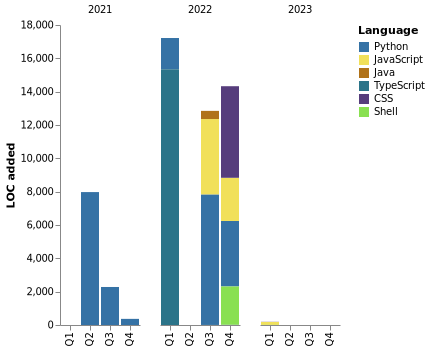 2021 2022 2023
18,000
16,000
14,000
12,000
10,000
8,000
6,000
4,000
2,000
0
LOC added
Q1 Q2 Q3 Q4 Q1 Q2 Q3 Q4 Q1 Q2 Q3 Q4
Language
Python
JavaScript
Java
TypeScript
CSS
Shell